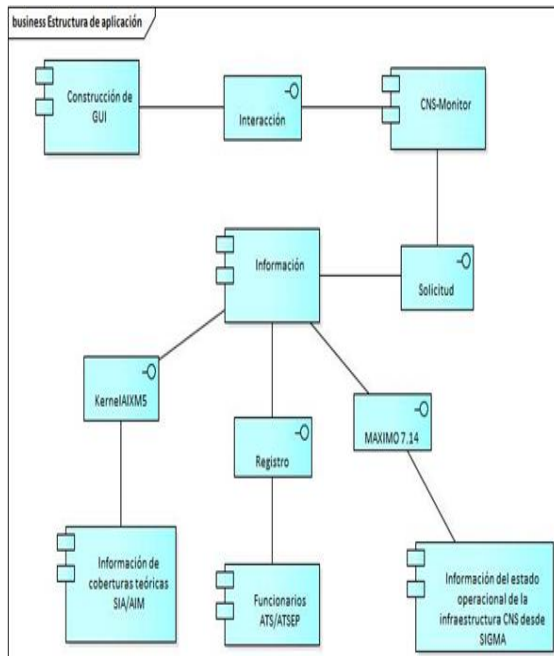 business Estructura de aplicación
Construcción de
GUI
Interacción
CNS-Monitor
Información
Solicitud
KernelAIXM5
Registro
MAXIMO 7.14
Información de
coberturas teóricas
SIA/AIM
Funcionarios
ATS/ATSEP
Información del estado
operacional de la
infraestructura CNS desde
SIGMA